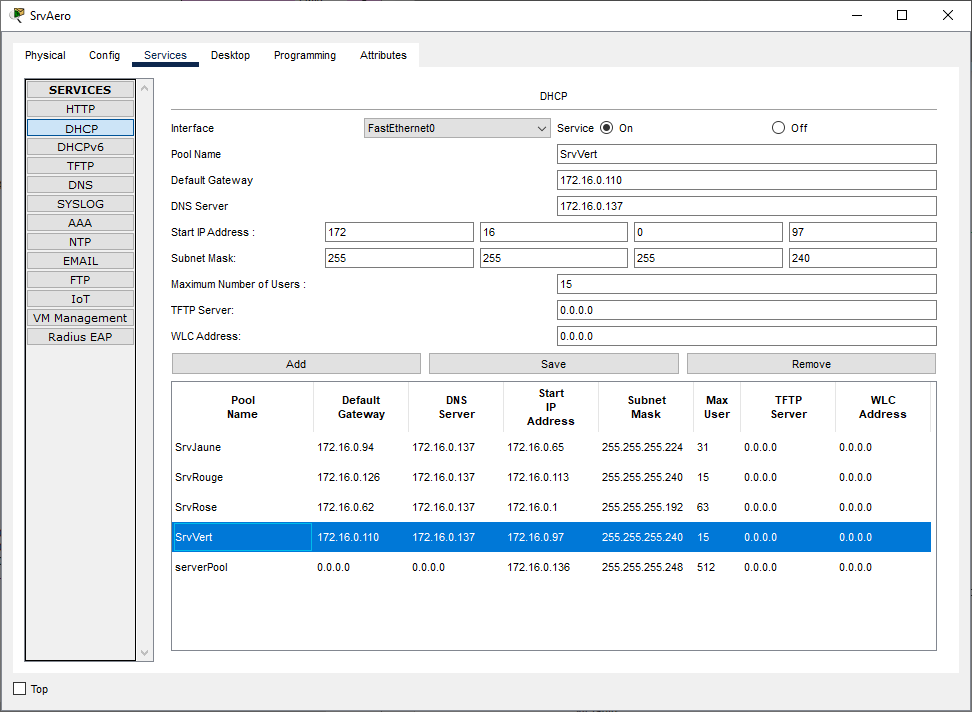 SrvAero
Physical Config Services Desktop Programming Attributes
SERVICES
HTTP
DHCP
DHCPv6
TFTP
DNS
SYSLOG
AAA
NTP
EMAIL
FTP
IoT
VM Management
Radius EAP
DHCP
Interface FastEthernet0 Service On Off
Pool Name SrvVert
Default Gateway 172.16.0.110
DNS Server 172.16.0.137
Start IP Address : 172 16 0 97
Subnet Mask: 255 255 255 240
Maximum Number of Users : 15
TFTP Server: 0.0.0.0
WLC Address: 0.0.0.0
Add Save Remove
Pool Name Default Gateway DNS Server Start IP Address Subnet Mask Max User TFTP Server WLC Address
SrvJaune 172.16.0.94 172.16.0.137 172.16.0.65 255.255.255.224 31 0.0.0.0 0.0.0.0
SrvRouge 172.16.0.126 172.16.0.137 172.16.0.113 255.255.255.240 15 0.0.0.0 0.0.0.0
SrvRose 172.16.0.62 172.16.0.137 172.16.0.1 255.255.255.192 63 0.0.0.0 0.0.0.0
SrvVert 172.16.0.110 172.16.0.137 172.16.0.97 255.255.255.240 15 0.0.0.0 0.0.0.0
serverPool 0.0.0.0 0.0.0.0 172.16.0.136 255.255.255.248 512 0.0.0.0 0.0.0.0
Top